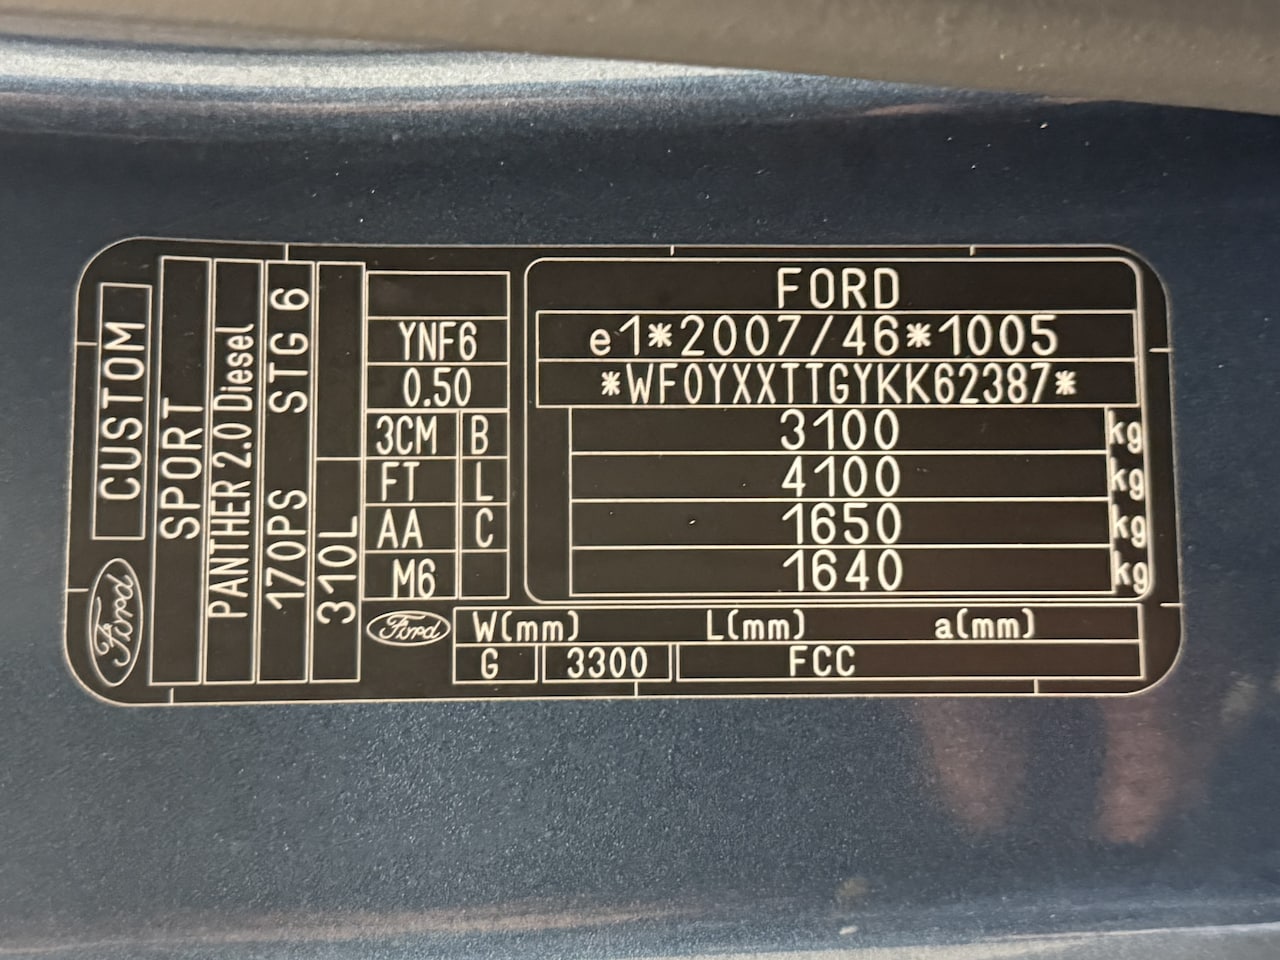 CUSTOM
Ford
SPORT
PANTHER 2.0 Diesel
170PS STG 6
310L
YNF6
0.50
3CM B
FT L
AA C
M6
Ford
FORD
e1*2007/46*1005
*WF0YXXTTGYKK62387*
3100 kg
4100 kg
1650 kg
1640 kg
W(mm) L(mm) a(mm)
G 3300 FCC